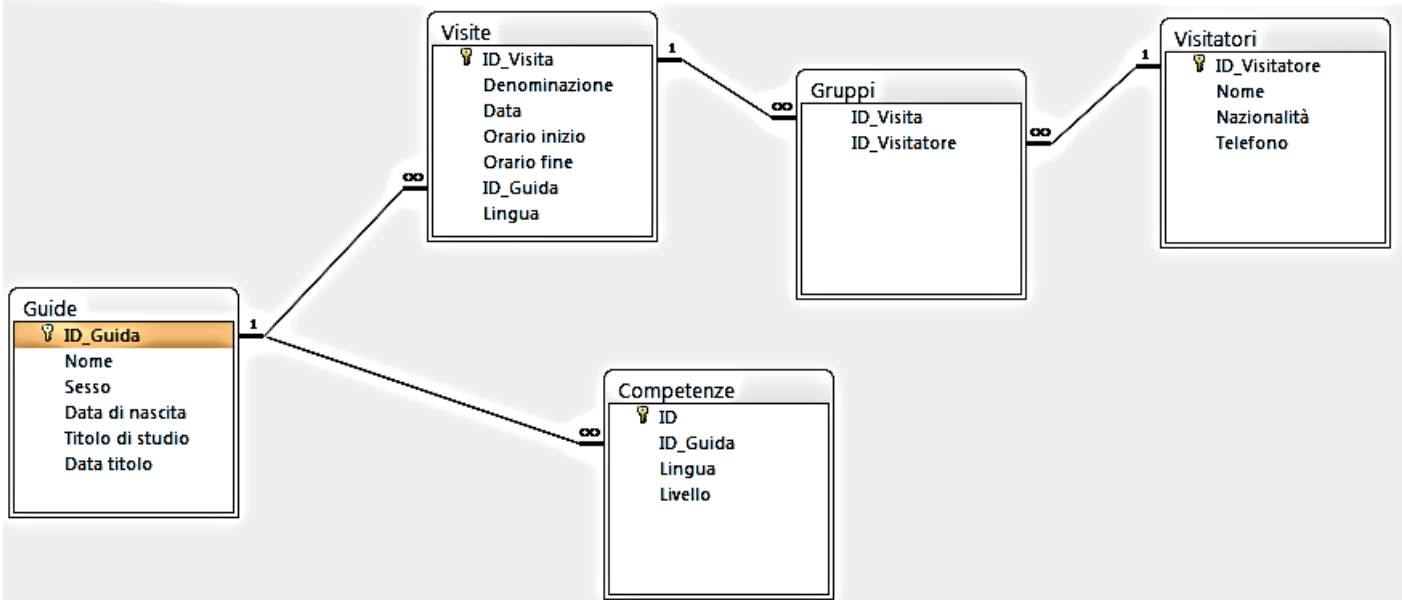 Visite
ID_Visita
Denominazione
Data
Orario inizio
Orario fine
ID_Guida
Lingua
1
∞
∞
Gruppi
ID_Visita
ID_Visitatore
∞
1
Visitatori
ID_Visitatore
Nome
Nazionalità
Telefono
Guide
ID_Guida
Nome
Sesso
Data di nascita
Titolo di studio
Data titolo
1
∞
Competenze
ID
ID_Guida
Lingua
Livello